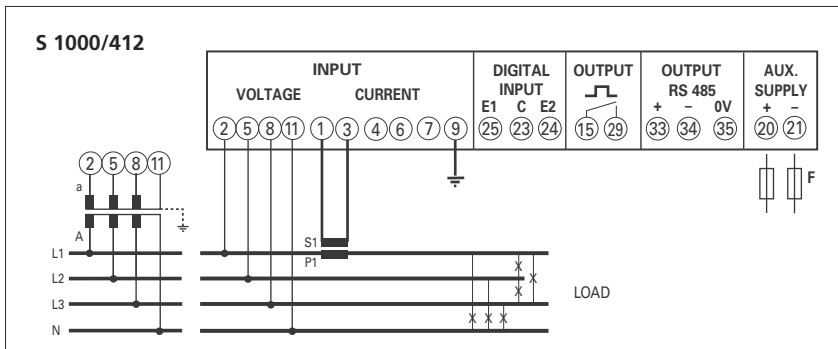 S 1000/412
INPUT
VOLTAGE CURRENT
DIGITAL
INPUT
E1 C E2
OUTPUT
OUTPUT
RS 485
+ – 0V
AUX.
SUPPLY
+ –
2 5 8 11 1 3 4 6 7 9 25 23 24 15 29 33 34 35 20 21
2 5 8 11
a
A
F
S1
P1
L1
L2
L3
N
X X
X
X X X
LOAD